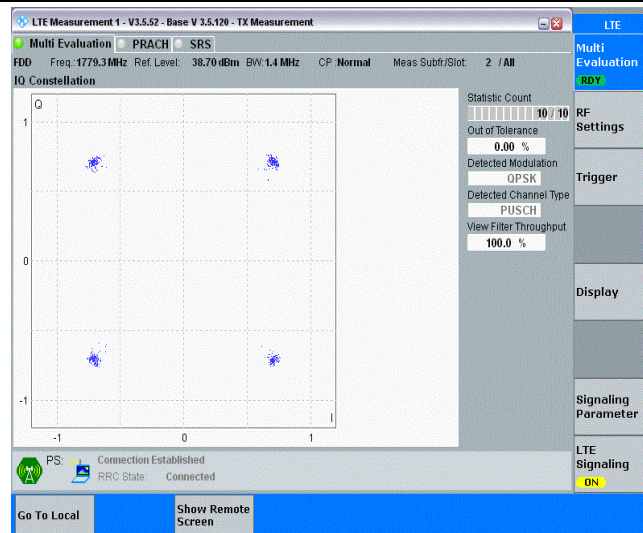 LTE Measurement 1 - V3.5.52 - Base V 3.5.120 - TX Measurement
LTE
Multi Evaluation PRACH SRS
FDD Freq.:1779.3 MHz Ref. Level: 38.70 dBm BW:1.4 MHz CP :Normal Meas Subfr./Slot: 2 / All
IQ Constellation
Q
1
0
-1
-1 0 1
I
Statistic Count
10 / 10
Out of Tolerance
0.00 %
Detected Modulation
QPSK
Detected Channel Type
PUSCH
View Filter Throughput
100.0 %
Multi
Evaluation
RDY
RF
Settings
Trigger
Display
Signaling
Parameter
LTE
Signaling
ON
PS: Connection Established
RRC State: Connected
Go To Local
Show Remote
Screen